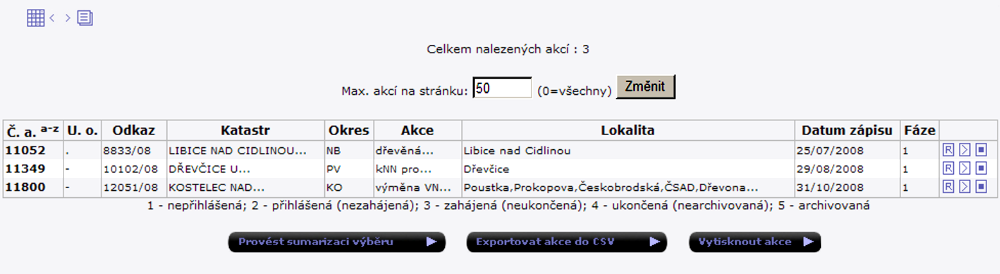 Celkem nalezených akcí : 3
Max. akcí na stránku: 50 (0=všechny) Změnit
Č. a. a-z U. o. Odkaz Katastr Okres Akce Lokalita Datum zápisu Fáze
11052 . 8833/08 LIBICE NAD CIDLINOU... NB dřevěná... Libice nad Cidlinou 25/07/2008 1 R
11349 - 10102/08 DŘEVČICE U... PV kNN pro... Dřevčice 29/08/2008 1 R
11800 - 12051/08 KOSTELEC NAD... KO výměna VN... Poustka,Prokopova,Českobrodská,ČSAD,Dřevona... 31/10/2008 1 R
1 - nepřihlášená; 2 - přihlášená (nezahájená); 3 - zahájená (neukončená); 4 - ukončená (nearchivovaná); 5 - archivovaná
Provést sumarizaci výběru Exportovat akce do CSV Vytisknout akce